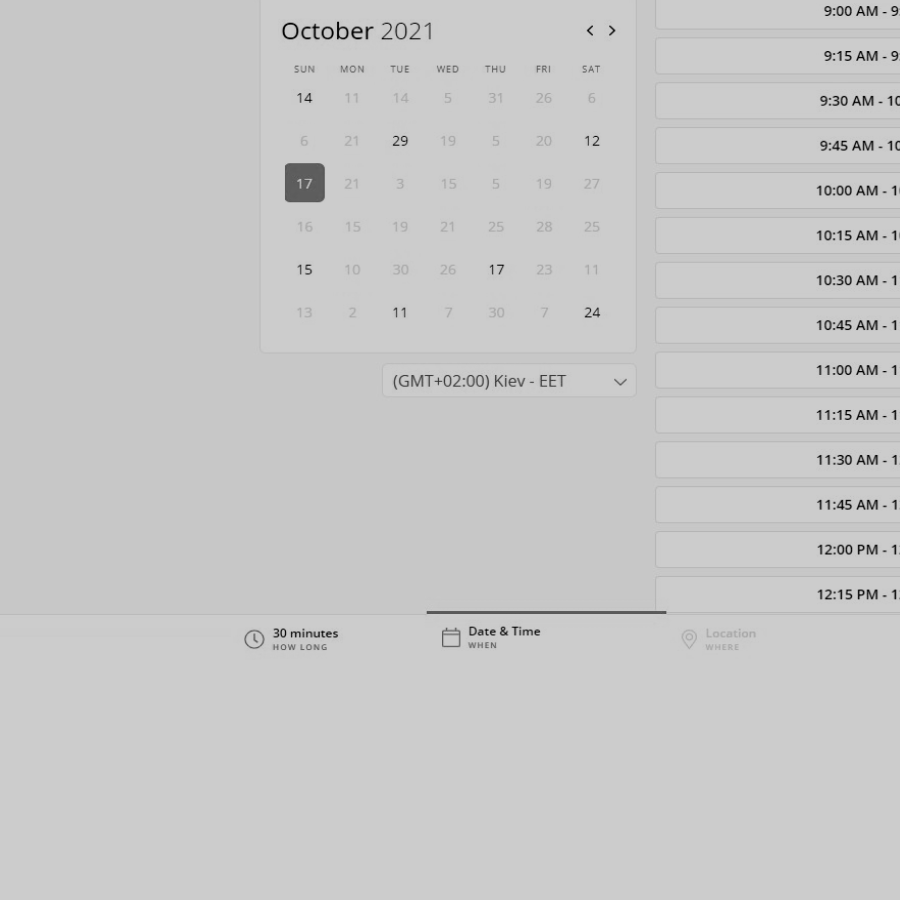 October 2021
SUN MON TUE WED THU FRI SAT
14 11 14 5 31 26 6
6 21 29 19 5 20 12
17 21 3 15 5 19 27
16 15 19 21 25 28 25
15 10 30 26 17 23 11
13 2 11 7 30 7 24
(GMT+02:00) Kiev - EET
9:00 AM - 9
9:15 AM - 9
9:30 AM - 10
9:45 AM - 10
10:00 AM - 1
10:15 AM - 1
10:30 AM - 1
10:45 AM - 1
11:00 AM - 1
11:15 AM - 1
11:30 AM - 1
11:45 AM - 1
12:00 PM - 1
12:15 PM - 1
30 minutes
HOW LONG
Date & Time
WHEN
Location
WHERE